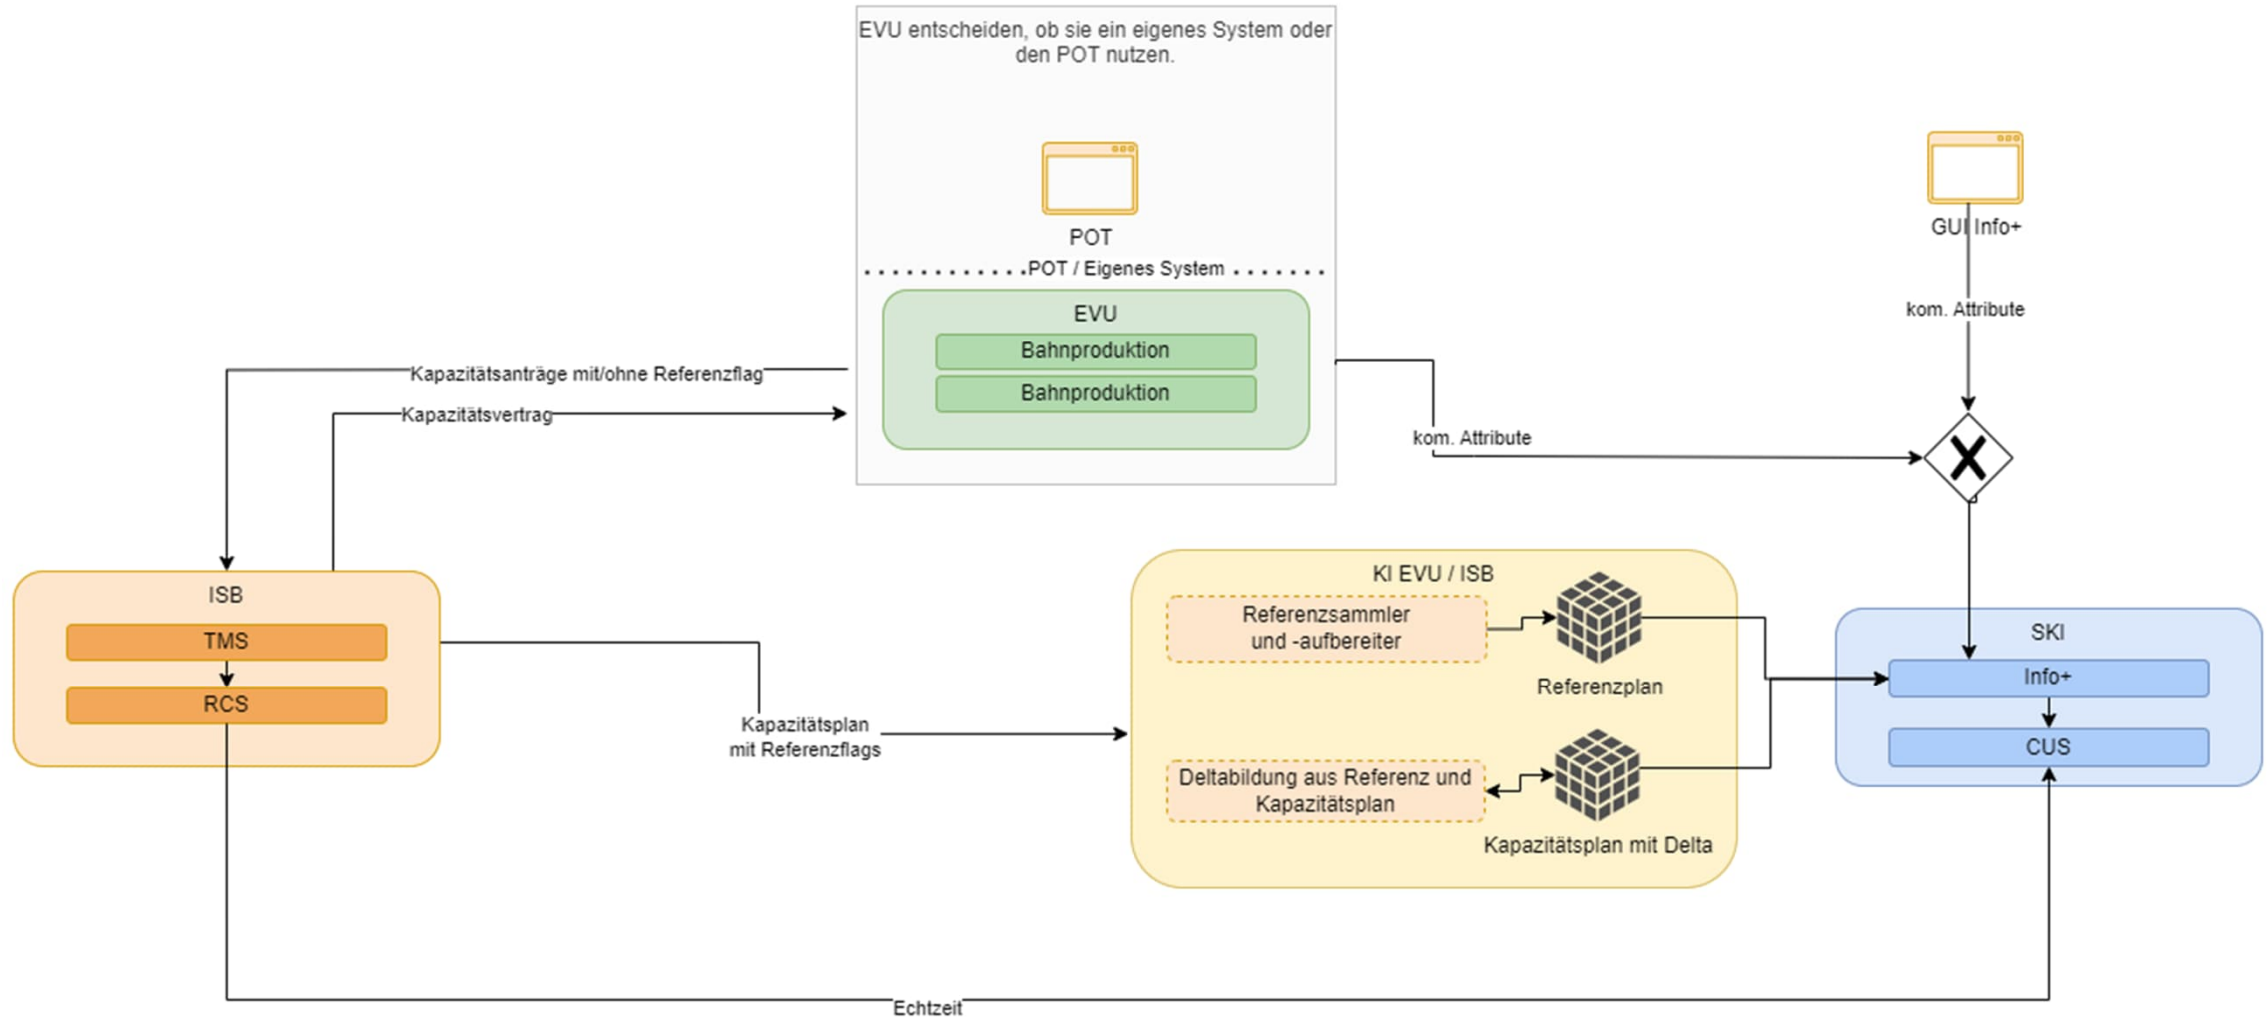 EVU entscheiden, ob sie ein eigenes System oder
den POT nutzen.
POT
POT / Eigenes System
EVU
Bahnproduktion
Bahnproduktion
GUI Info+
kom. Attribute
Kapazitätsanträge mit/ohne Referenzflag
Kapazitätsvertrag
kom. Attribute
X
ISB
TMS
RCS
Kapazitätsplan
mit Referenzflags
KI EVU / ISB
Referenzsammler
und -aufbereiter
Referenzplan
Deltabildung aus Referenz und
Kapazitätsplan
Kapazitätsplan mit Delta
SKI
Info+
CUS
Echtzeit